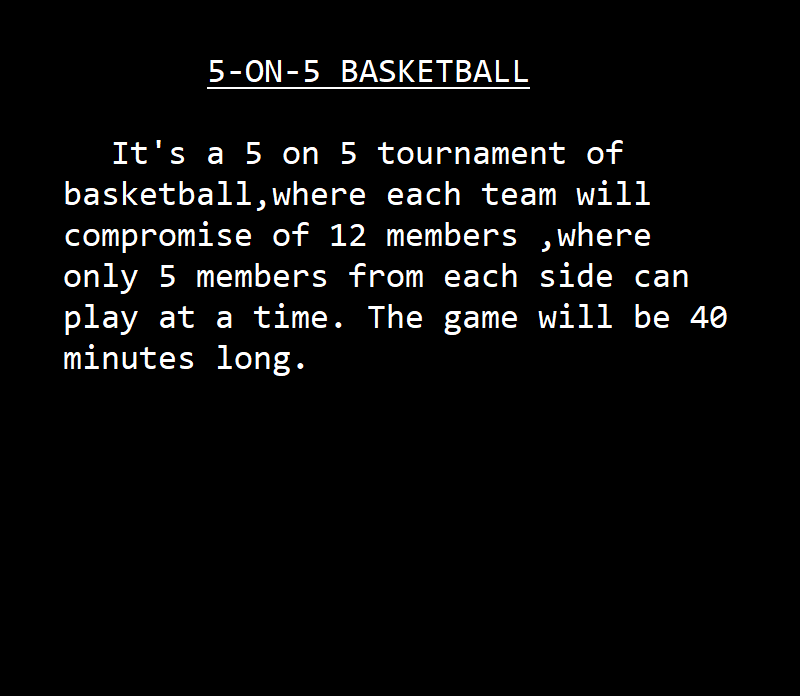 5-ON-5 BASKETBALL
It's a 5 on 5 tournament of
basketball,where each team will
compromise of 12 members ,where
only 5 members from each side can
play at a time. The game will be 40
minutes long.